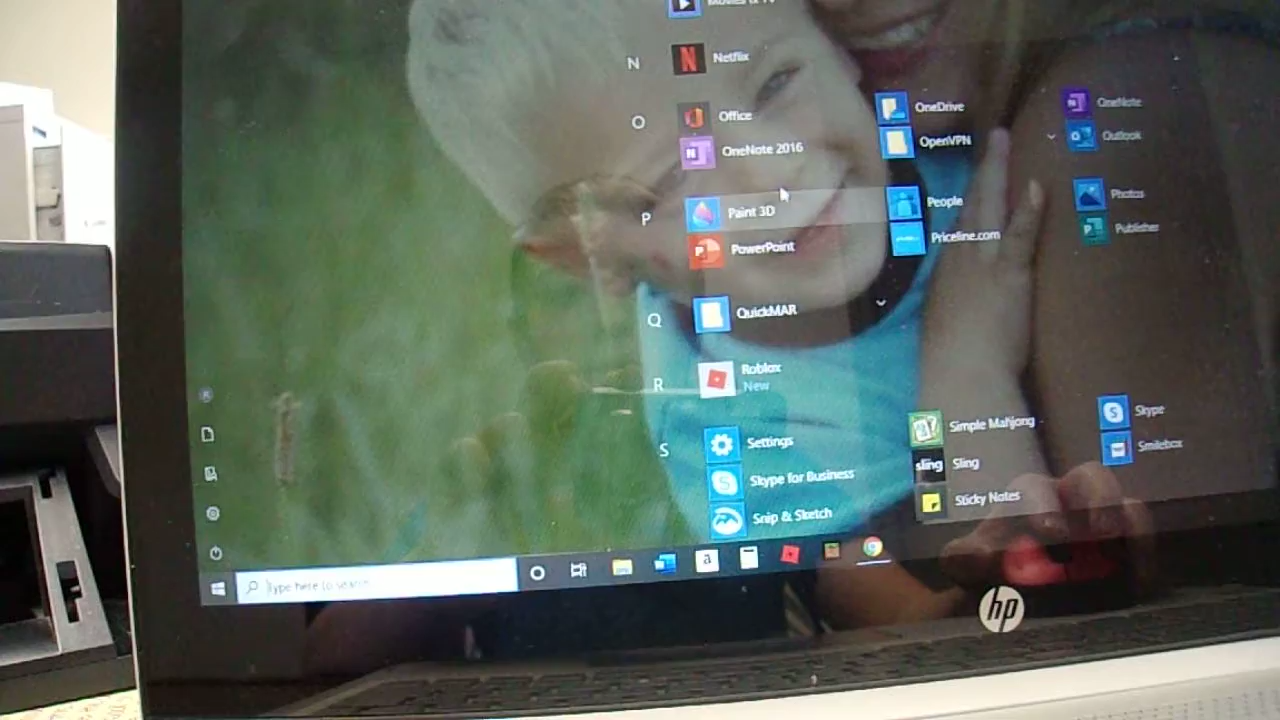 Movies & TV
N
Netflix
O
Office
OneDrive
OneNote
OneNote 2016
OpenVPN
Outlook
P
Paint 3D
People
Photos
PowerPoint
Priceline.com
Publisher
Q
QuickMAR
R
Roblox
New
S
Settings
Simple Mahjong
Skype
Skype for Business
sling
Sling
Smilebox
Snip & Sketch
Sticky Notes
Type here to search
a
hp